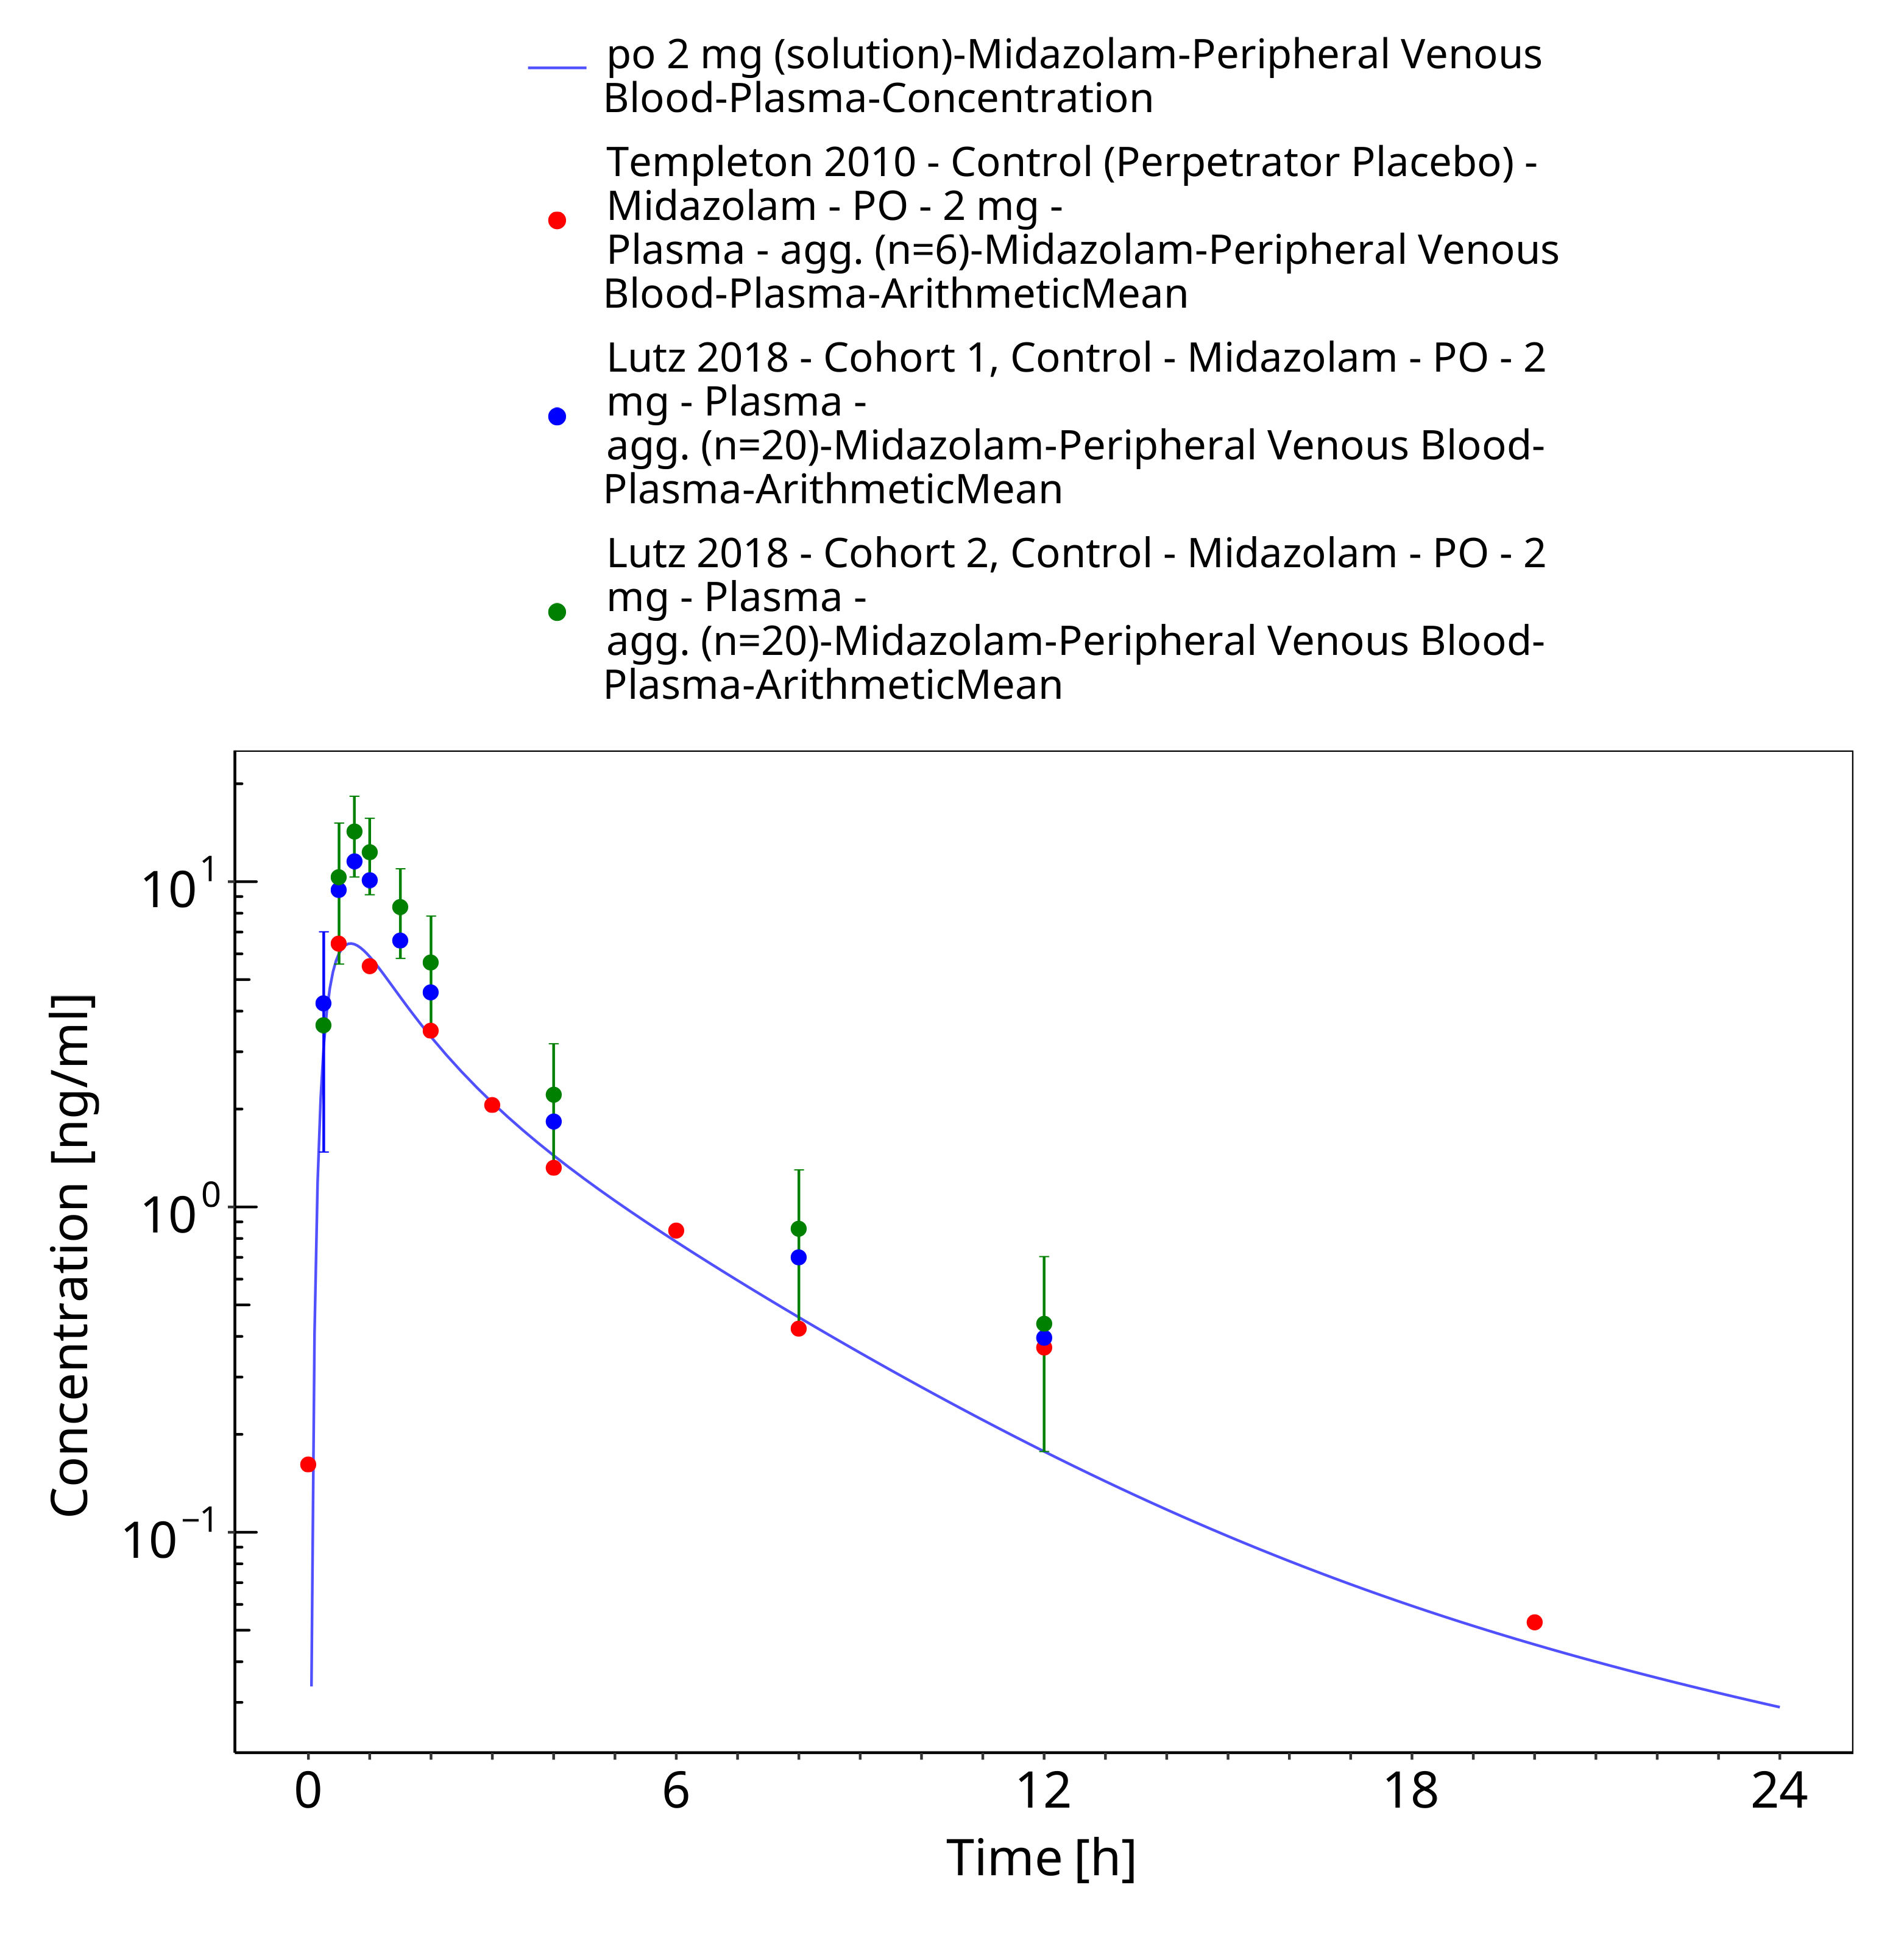 po 2 mg (solution)-Midazolam-Peripheral Venous
Blood-Plasma-Concentration
Templeton 2010 - Control (Perpetrator Placebo) -
Midazolam - PO - 2 mg -
Plasma - agg. (n=6)-Midazolam-Peripheral Venous
Blood-Plasma-ArithmeticMean
Lutz 2018 - Cohort 1, Control - Midazolam - PO - 2
mg - Plasma -
agg. (n=20)-Midazolam-Peripheral Venous Blood-
Plasma-ArithmeticMean
Lutz 2018 - Cohort 2, Control - Midazolam - PO - 2
mg - Plasma -
agg. (n=20)-Midazolam-Peripheral Venous Blood-
Plasma-ArithmeticMean
Concentration [ng/ml]
10¹
10⁰
10⁻¹
0 6 12 18 24
Time [h]